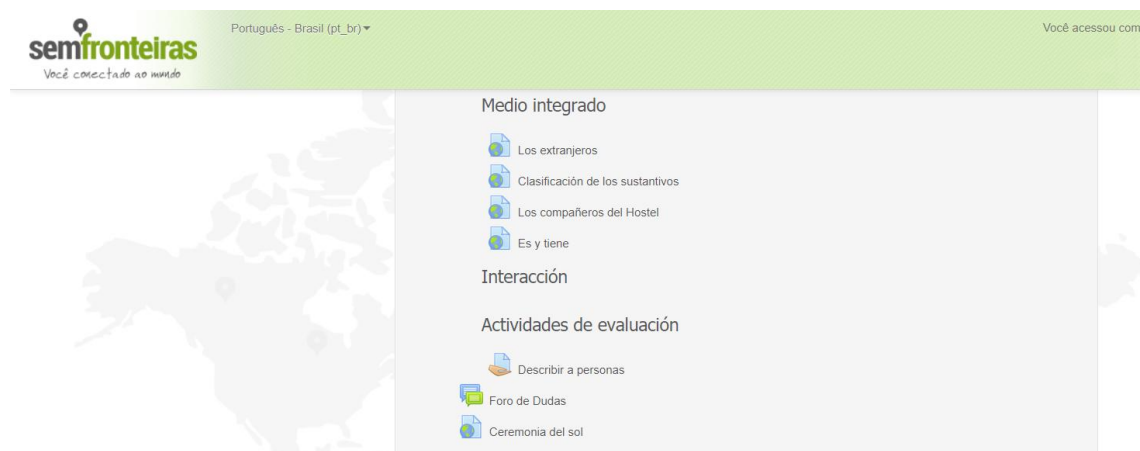 Português - Brasil (pt_br)
Você acessou com
semfronteiras
Você conectado ao mundo
Medio integrado
Los extranjeros
Clasificación de los sustantivos
Los compañeros del Hostel
Es y tiene
Interacción
Actividades de evaluación
Describir a personas
Foro de Dudas
Ceremonia del sol